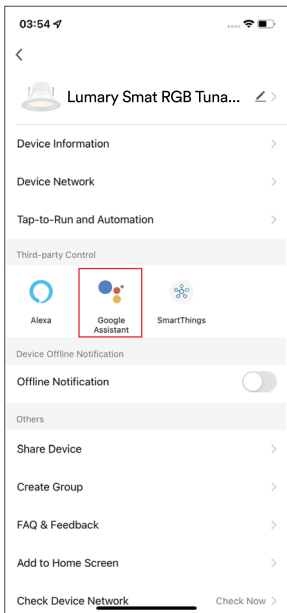 03:54
Lumary Smat RGB Tuna...
Device Information
Device Network
Tap-to-Run and Automation
Third-party Control
Alexa
Google
Assistant
SmartThings
Device Offline Notification
Offline Notification
Others
Share Device
Create Group
FAQ & Feedback
Add to Home Screen
Check Device Network Check Now